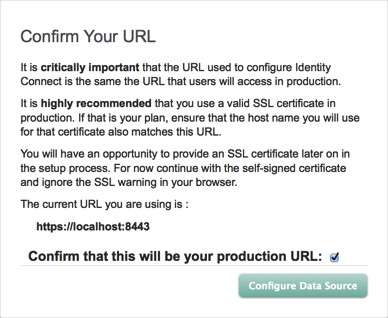 Confirm Your URL
It is critically important that the URL used to configure Identity
Connect is the same the URL that users will access in production.
It is highly recommended that you use a valid SSL certificate in
production. If that is your plan, ensure that the host name you will use
for that certificate also matches this URL.
You will have an opportunity to provide an SSL certificate later on in
the setup process. For now continue with the self-signed certificate
and ignore the SSL warning in your browser.
The current URL you are using is :
https://localhost:8443
Confirm that this will be your production URL:
Configure Data Source